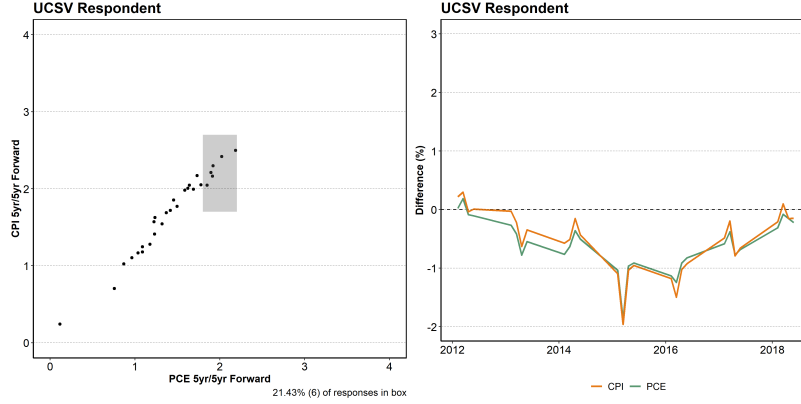 UCSV Respondent
4
3
2
1
0
CPI 5yr/5yr Forward
0 1 2 3 4
PCE 5yr/5yr Forward
21.43% (6) of responses in box
UCSV Respondent
3
2
1
0
-1
-2
Difference (%)
2012 2014 2016 2018
CPI PCE